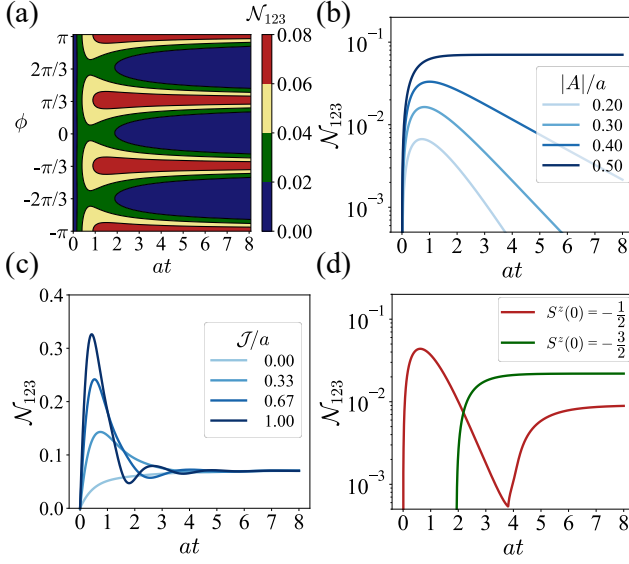 (a)
𝒩₁₂₃
π
2π/3
π/3
0
-π/3
-2π/3
-π
ϕ
0 1 2 3 4 5 6 7 8
at
0.08
0.06
0.04
0.02
0.00
(b)
10⁻¹
10⁻²
10⁻³
𝒩₁₂₃
|A|/a
0.20
0.30
0.40
0.50
0 1 2 3 4 5 6 7 8
at
(c)
0.4
0.3
0.2
0.1
0.0
𝒩₁₂₃
𝒥/a
0.00
0.33
0.67
1.00
0 1 2 3 4 5 6 7 8
at
(d)
10⁻¹
10⁻²
10⁻³
𝒩₁₂₃
Sᶻ(0) = −1/2
Sᶻ(0) = −3/2
0 1 2 3 4 5 6 7 8
at